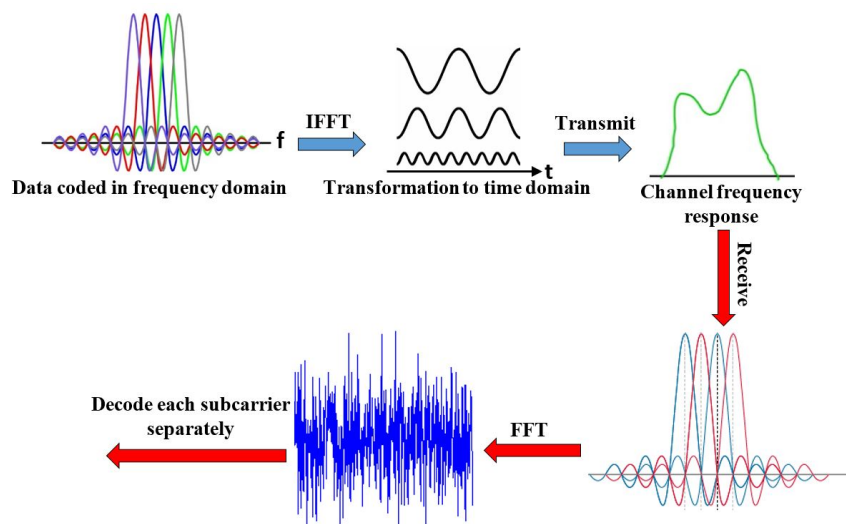 f
IFFT
Data coded in frequency domain
t
Transformation to time domain
Transmit
Channel frequency
response
Receive
FFT
Decode each subcarrier
separately